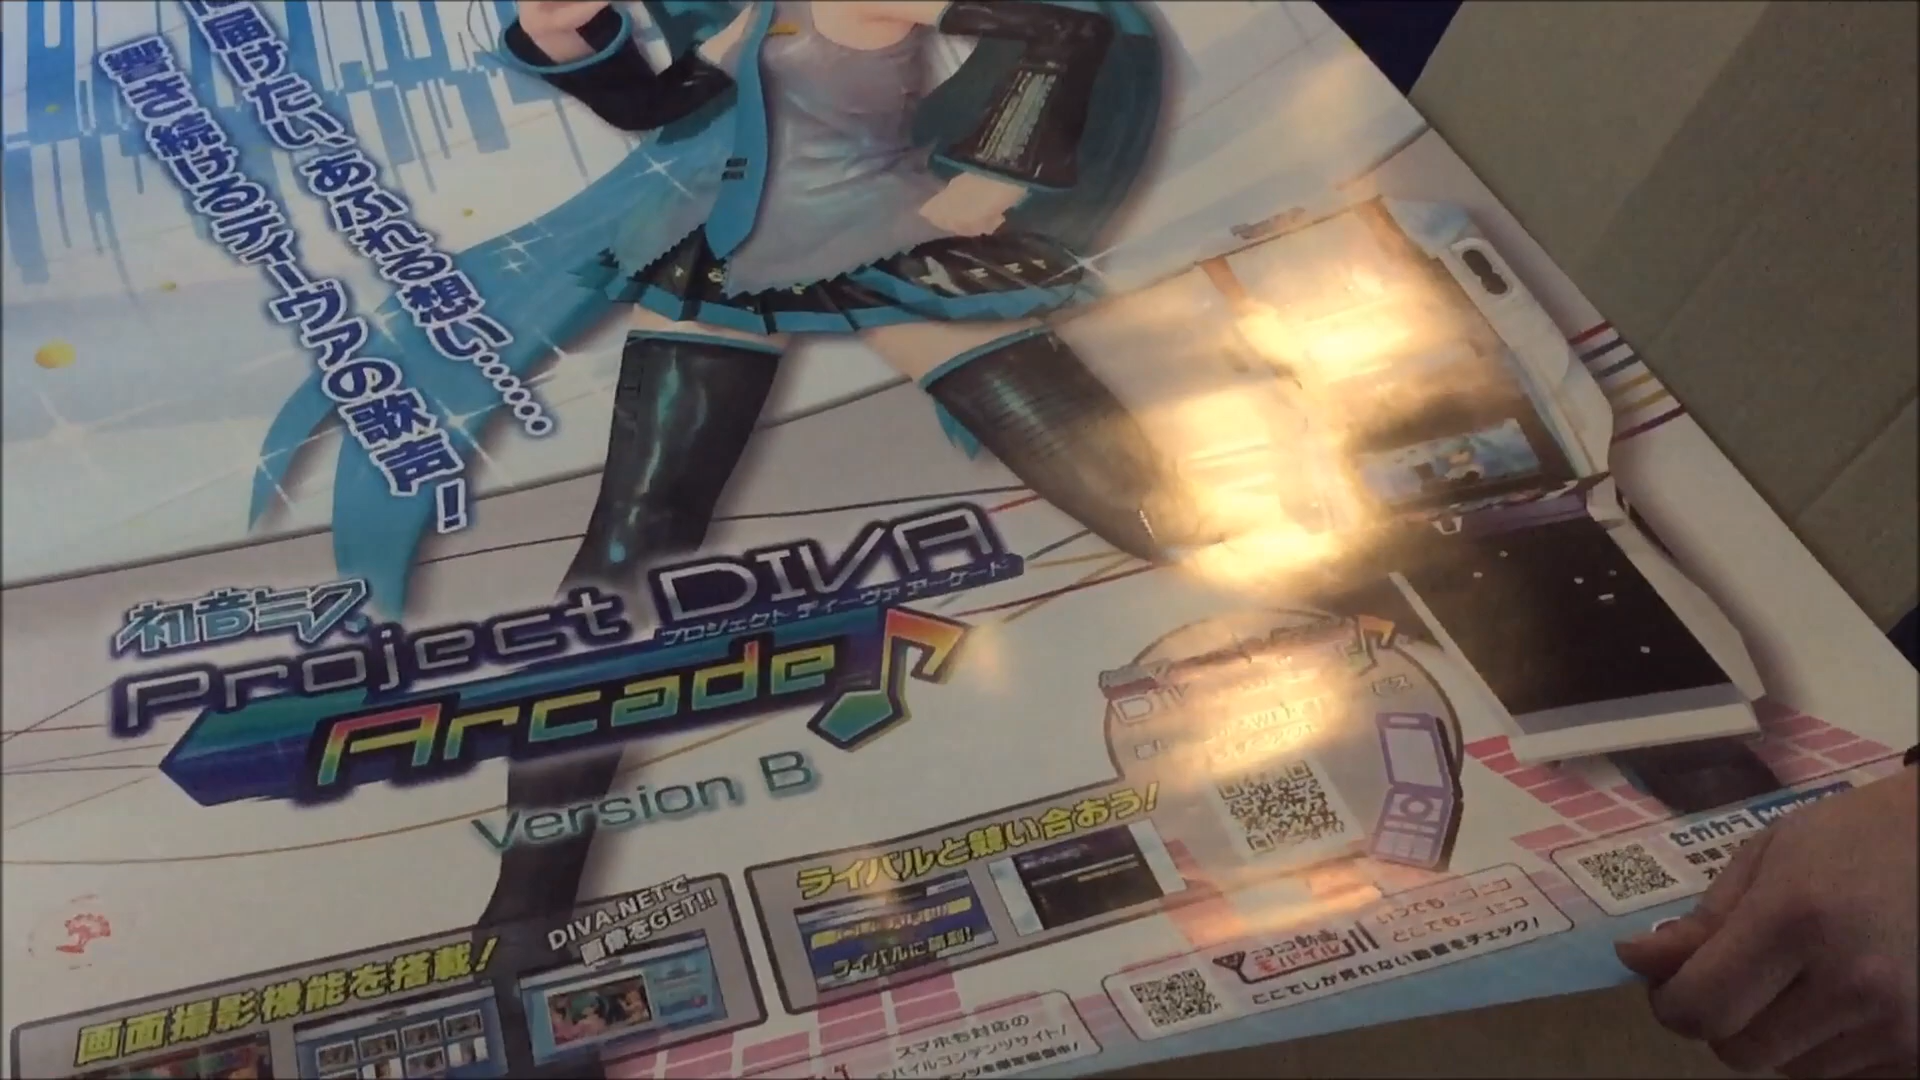 届けたい、あふれる想い……
響き続けるディーヴァの歌声！
初音ミク
Project DIVA
プロジェクト ディーヴァ アーケード
Arcade
Version B
ライバルと競い合おう！
ライバルに勝利！
DIVA.NETで
画像をGET!!
画面撮影機能を搭載！
ニコニコ動画
モバイル
いつでもニコニコ
どこでもニコニコ
ここでしか見れない動画をチェック！
セガカラ
スマホも対応の
モバイルコンテンツサイト！